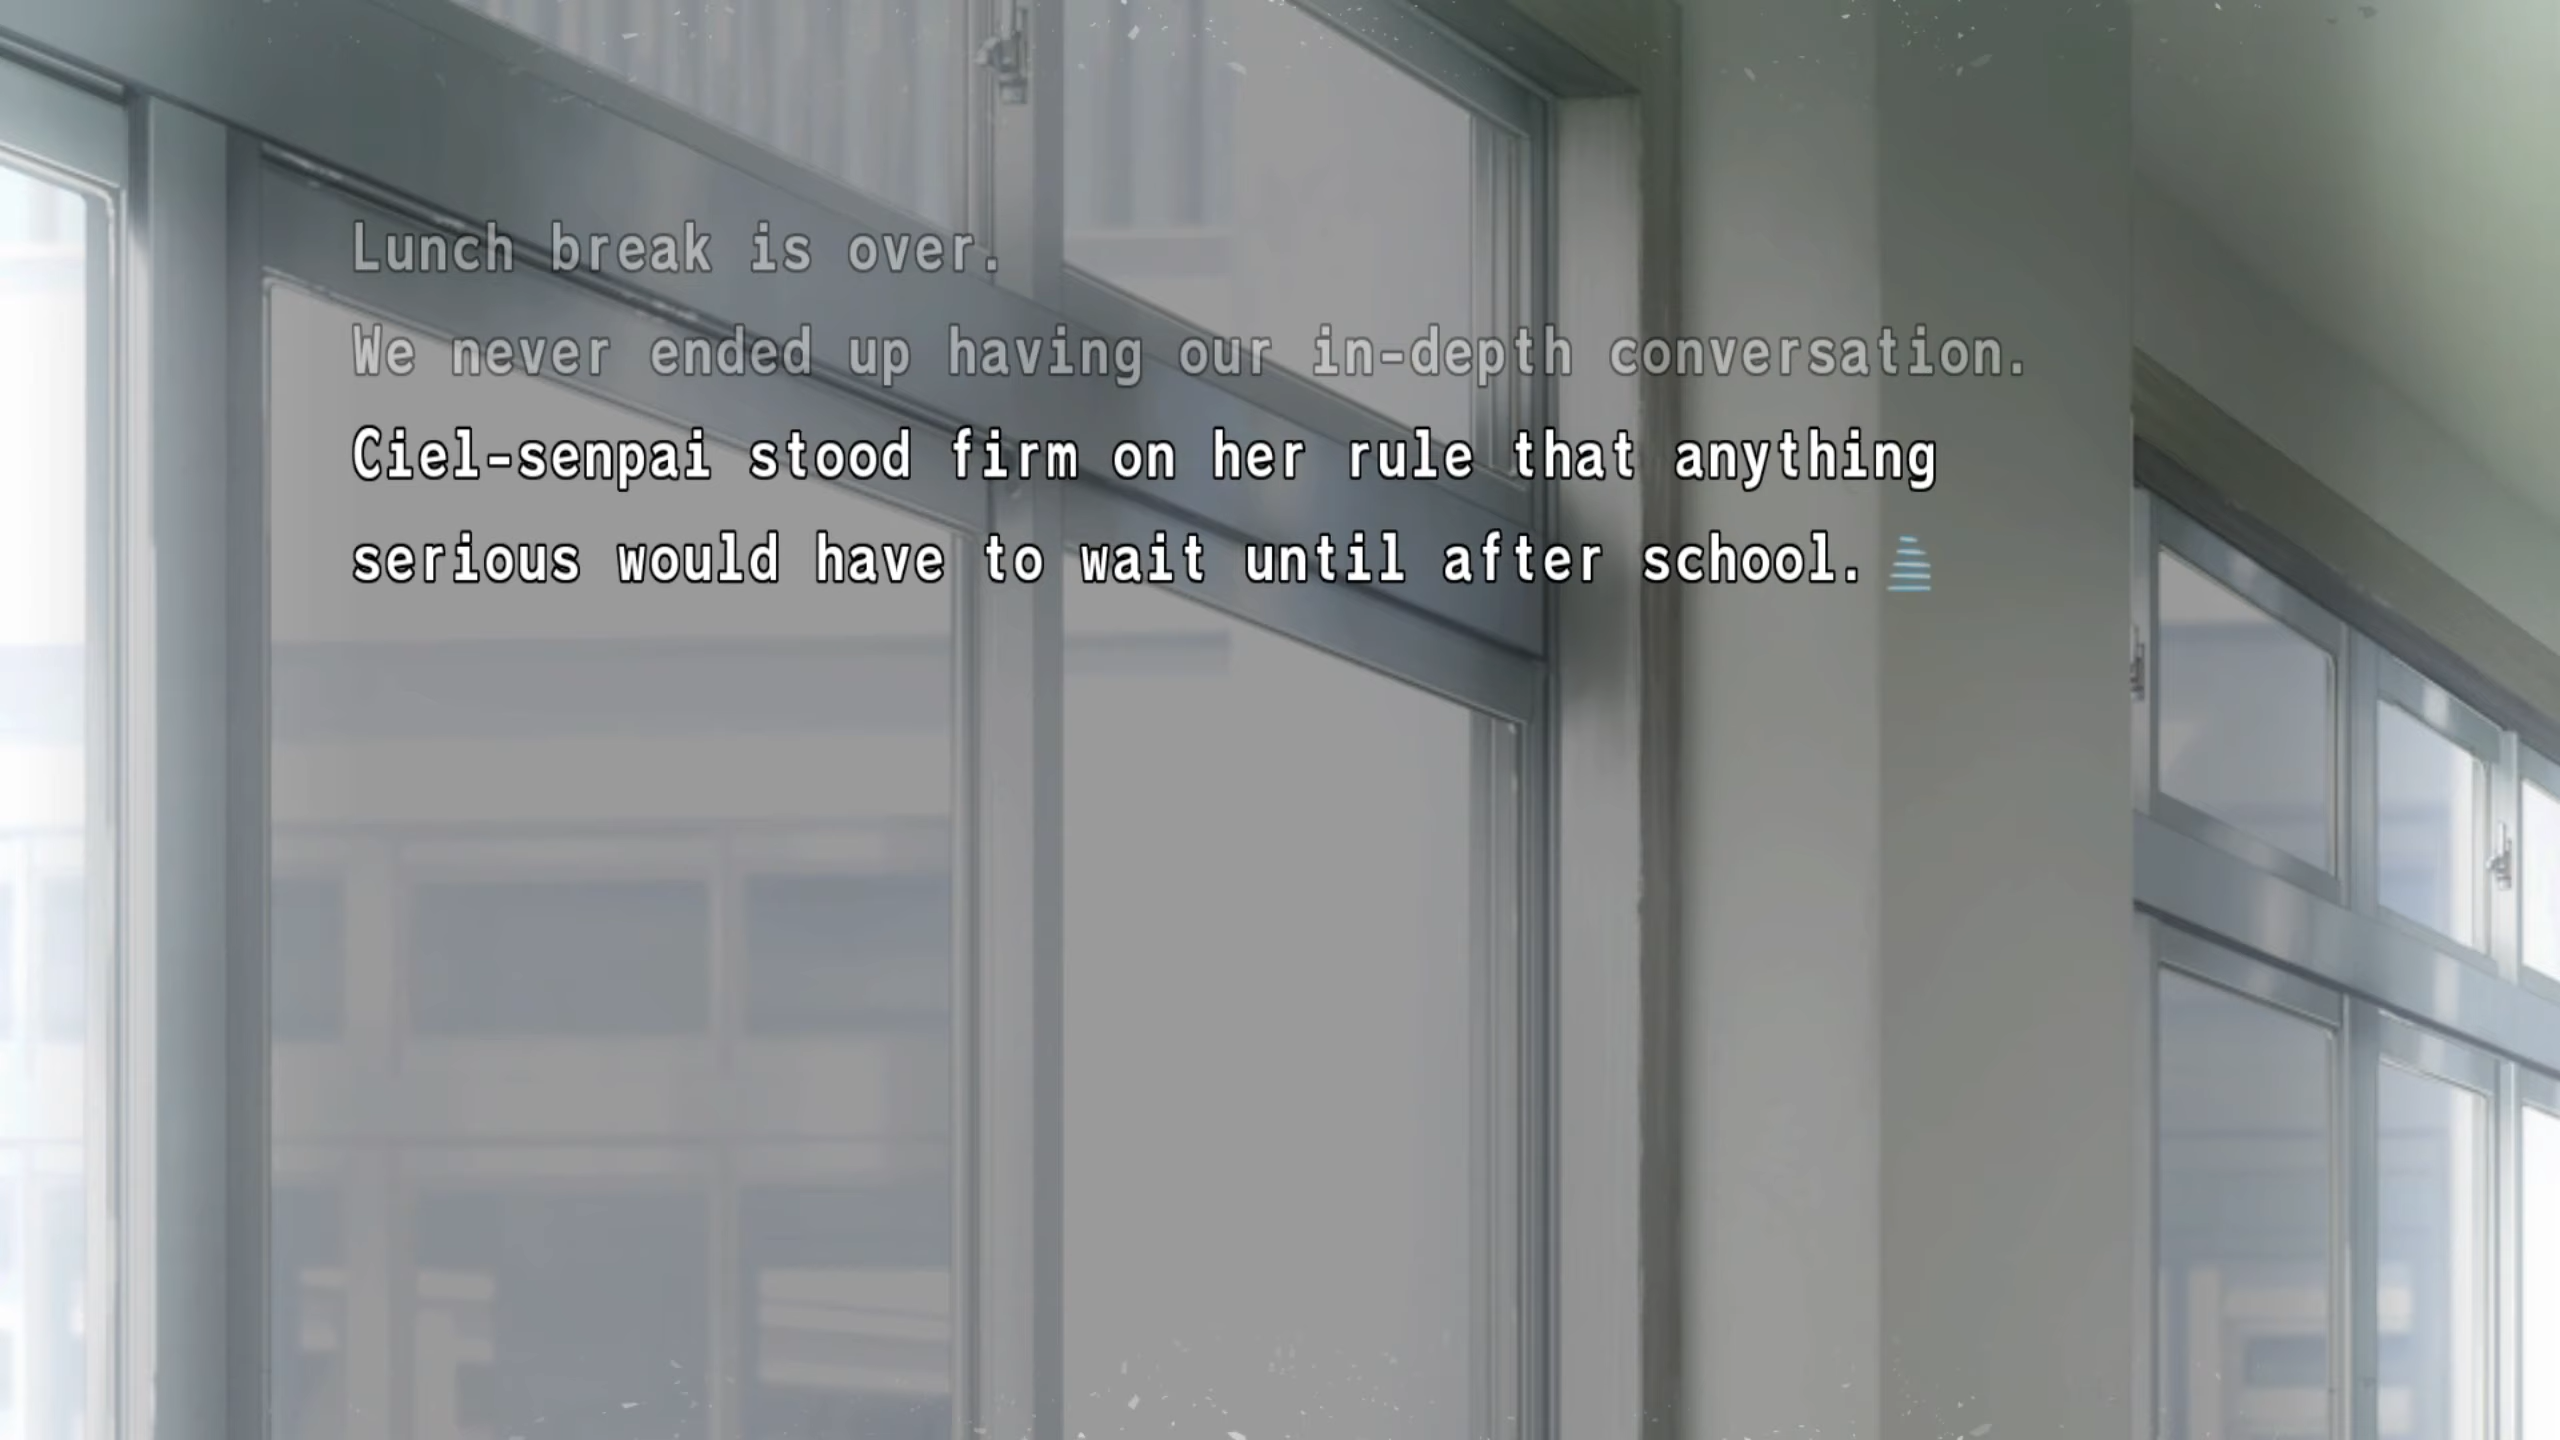 Lunch break is over.
We never ended up having our in-depth conversation.
Ciel-senpai stood firm on her rule that anything
serious would have to wait until after school.